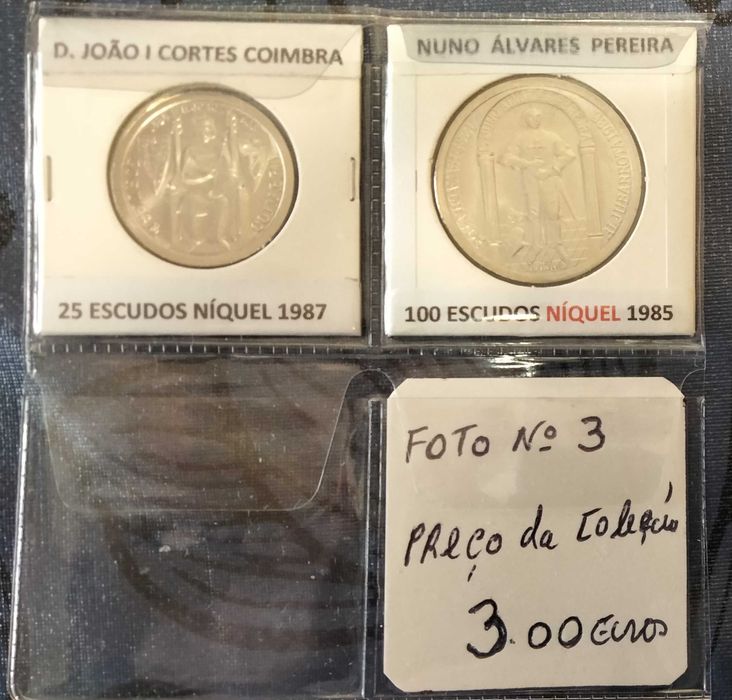 D. JOÃO I CORTES COIMBRA
25 ESCUDOS NÍQUEL 1987
NUNO ÁLVARES PEREIRA
100 ESCUDOS NÍQUEL 1985
FOTO Nº 3
PREÇO da Coleção
3.00 Euros